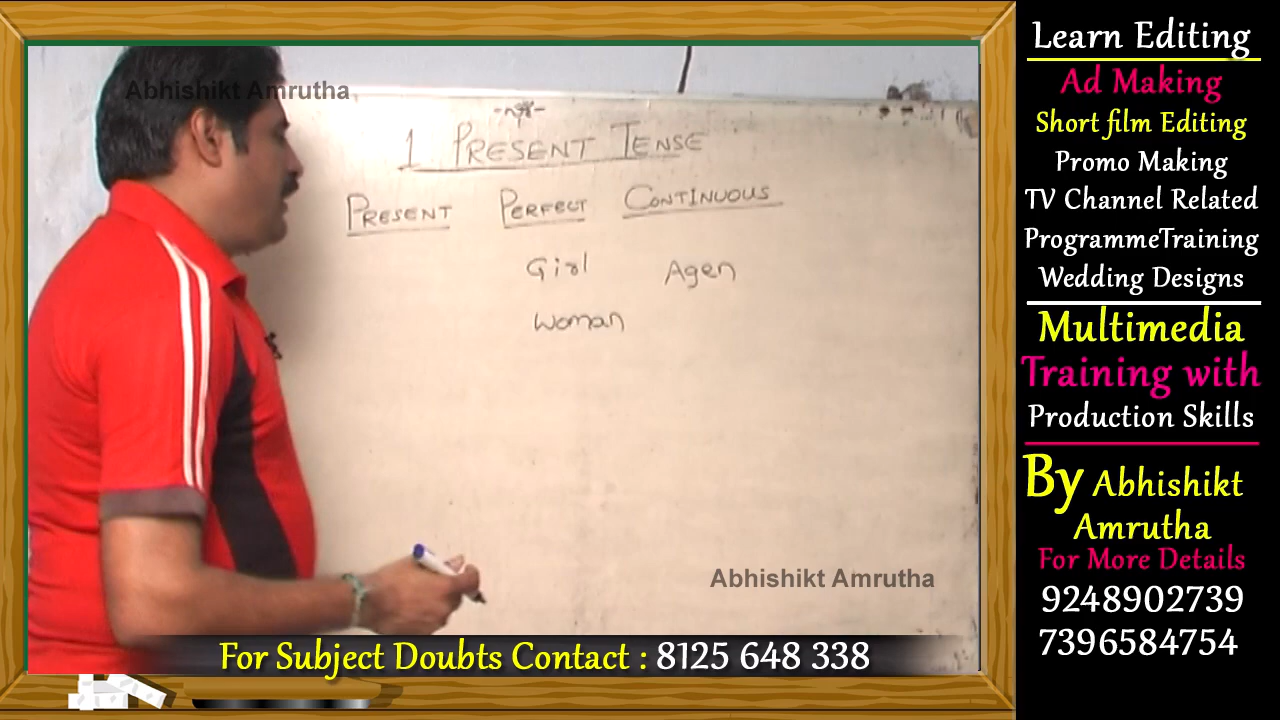 Abhishikt Amrutha
1 PRESENT TENSE
PRESENT PERFECT CONTINUOUS
Girl Agen
Woman
Abhishikt Amrutha
For Subject Doubts Contact : 8125 648 338
Learn Editing
Ad Making
Short film Editing
Promo Making
TV Channel Related
ProgrammeTraining
Wedding Designs
Multimedia
Training with
Production Skills
By Abhishikt
Amrutha
For More Details
9248902739
7396584754